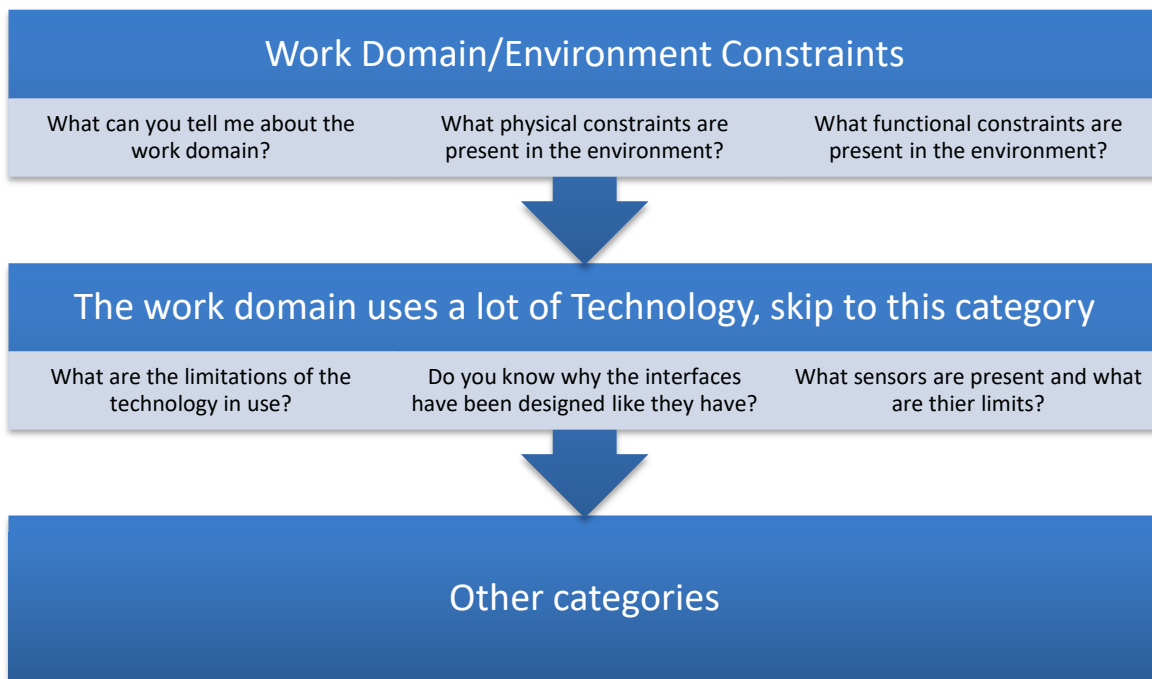 Work Domain/Environment Constraints
What can you tell me about the
work domain?
What physical constraints are
present in the environment?
What functional constraints are
present in the environment?
The work domain uses a lot of Technology, skip to this category
What are the limitations of the
technology in use?
Do you know why the interfaces
have been designed like they have?
What sensors are present and what
are thier limits?
Other categories